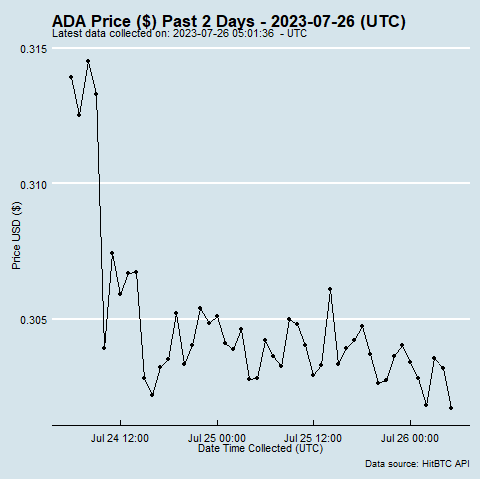 ADA Price ($) Past 2 Days - 2023-07-26 (UTC)
Latest data collected on: 2023-07-26 05:01:36  - UTC
0.315
0.310
0.305
Price USD ($)
Jul 24 12:00
Jul 25 00:00
Jul 25 12:00
Jul 26 00:00
Date Time Collected (UTC)
Data source: HitBTC API